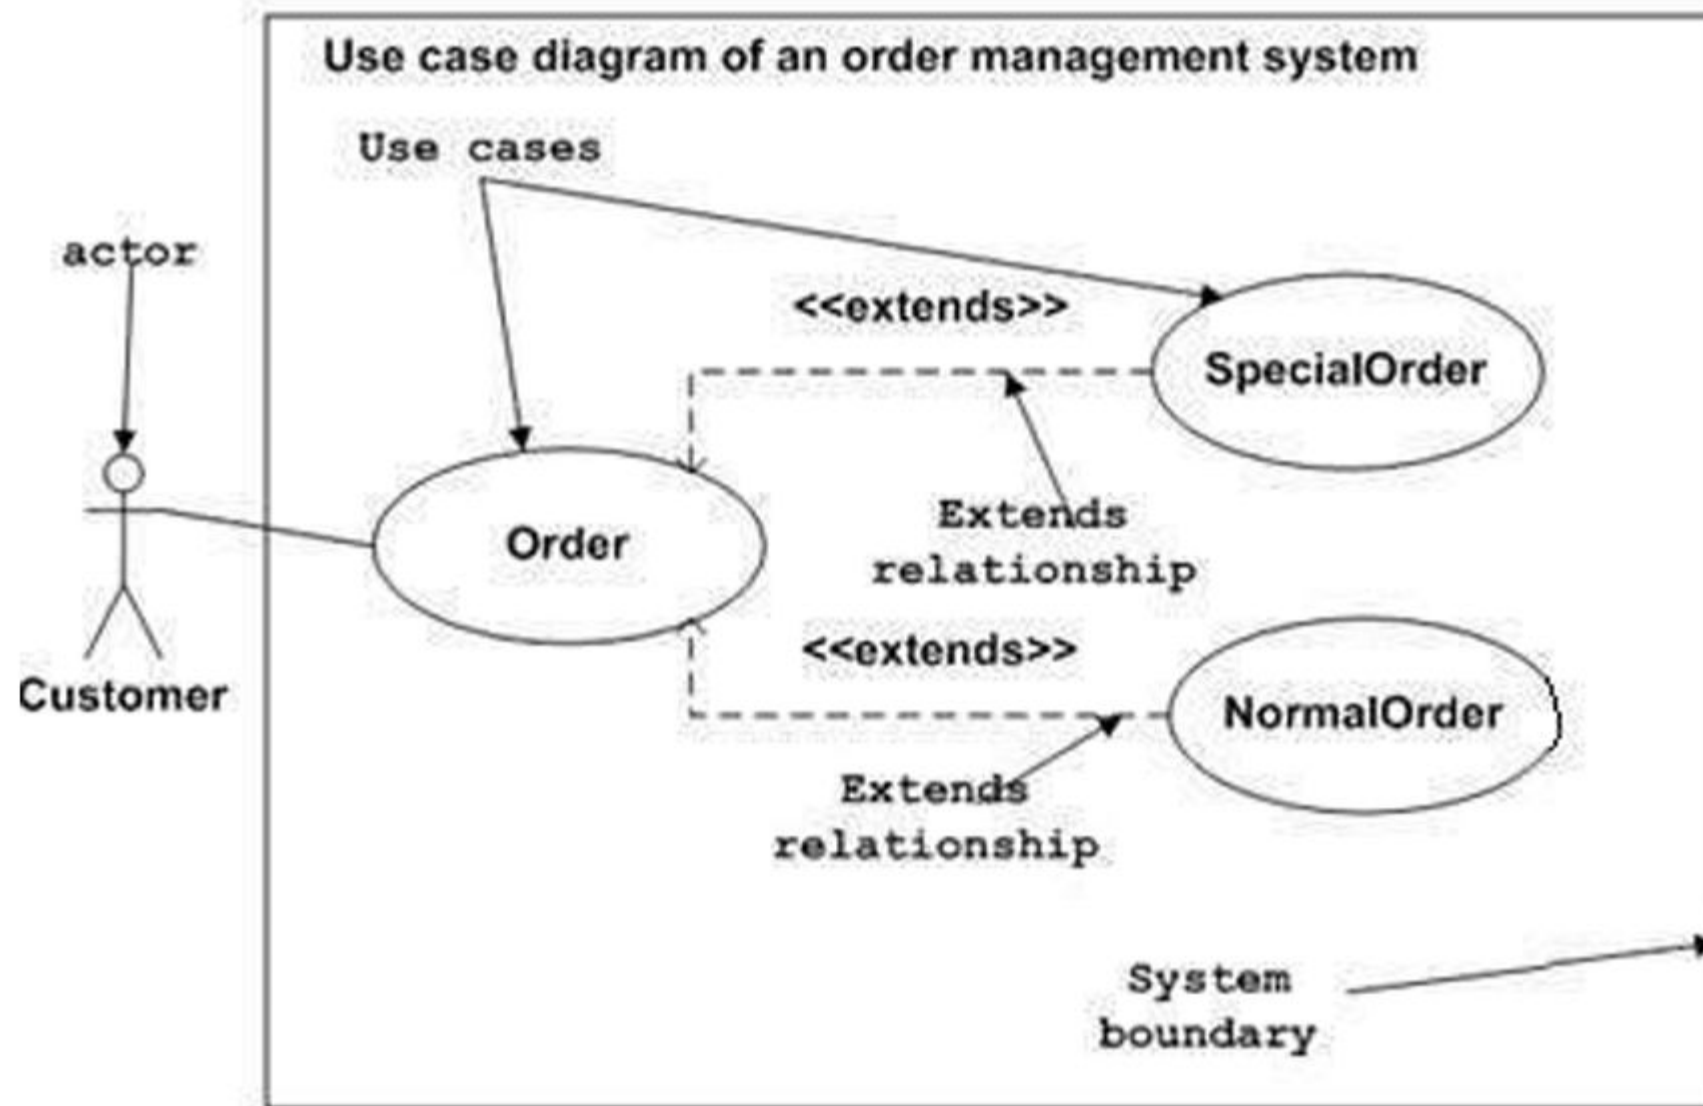 Use case diagram of an order management system
Use cases
actor
<<extends>>
SpecialOrder
Extends
relationship
Order
<<extends>>
Customer
NormalOrder
Extends
relationship
System
boundary